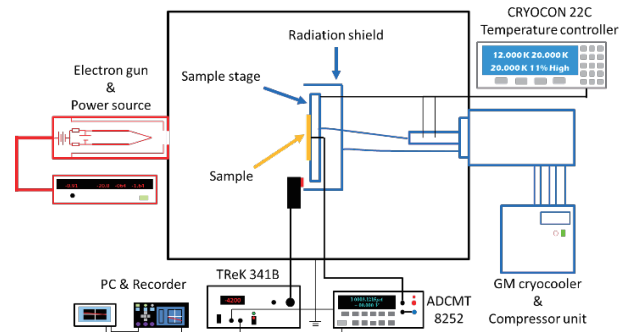 CRYOCON 22C
Temperature controller
Radiation shield
12.000 K 20.000 K
20.000 K 11% High
Electron gun
&
Power source
Sample stage
Sample
TReK 341B
PC & Recorder
-4200
ADCMT
8252
GM cryocooler
&
Compressor unit